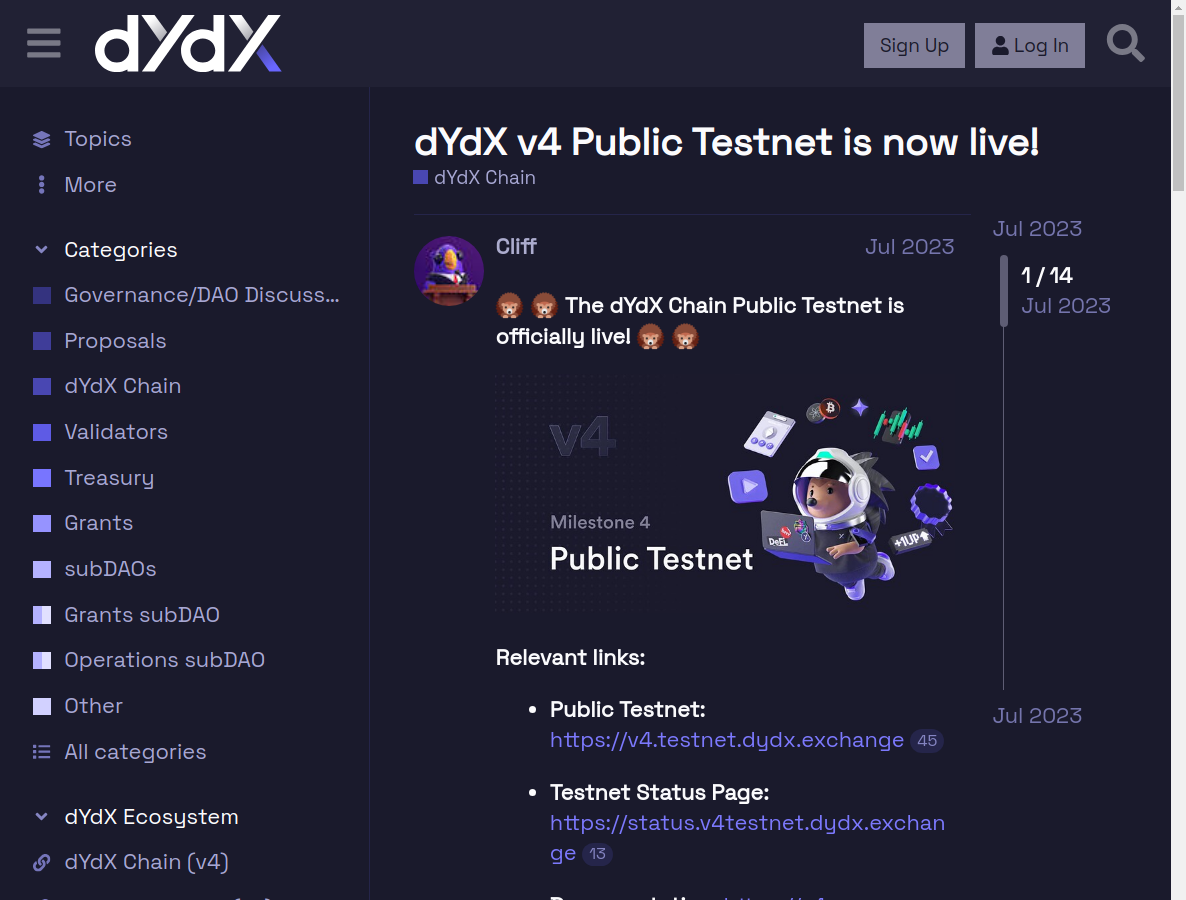 dYdX
Sign Up
Log In
Topics
More
Categories
Governance/DAO Discuss...
Proposals
dYdX Chain
Validators
Treasury
Grants
subDAOs
Grants subDAO
Operations subDAO
Other
All categories
dYdX Ecosystem
dYdX Chain (v4)
dYdX v4 Public Testnet is now live!
dYdX Chain
Cliff
Jul 2023
The dYdX Chain Public Testnet is
officially live!
v4
Milestone 4
Public Testnet
DeFi
+1UP
Relevant links:
Public Testnet:
https://v4.testnet.dydx.exchange 45
Testnet Status Page:
https://status.v4testnet.dydx.exchan
ge 13
Jul 2023
1 / 14
Jul 2023
Jul 2023